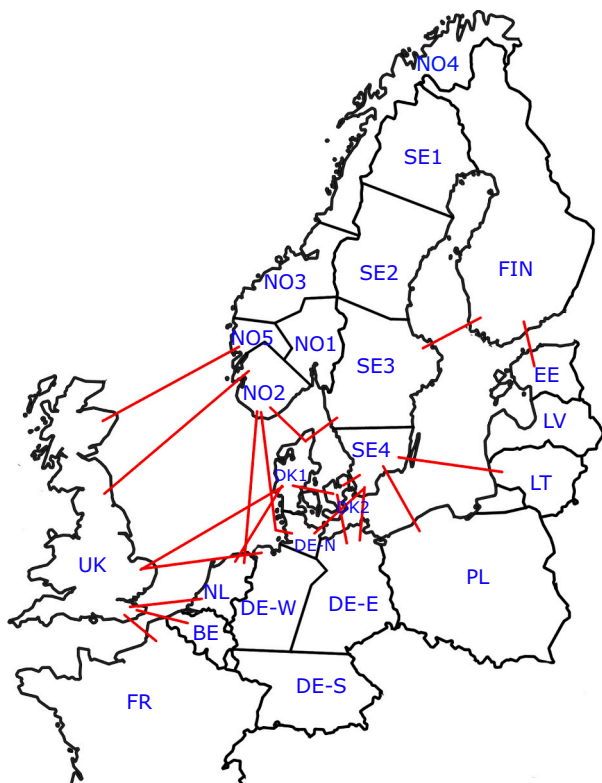 NO4
SE1
FIN
NO3
SE2
NO5
NO1
SE3
EE
NO2
LV
SE4
DK1
LT
DK2
DE-N
UK
PL
NL
DE-W
DE-E
BE
DE-S
FR